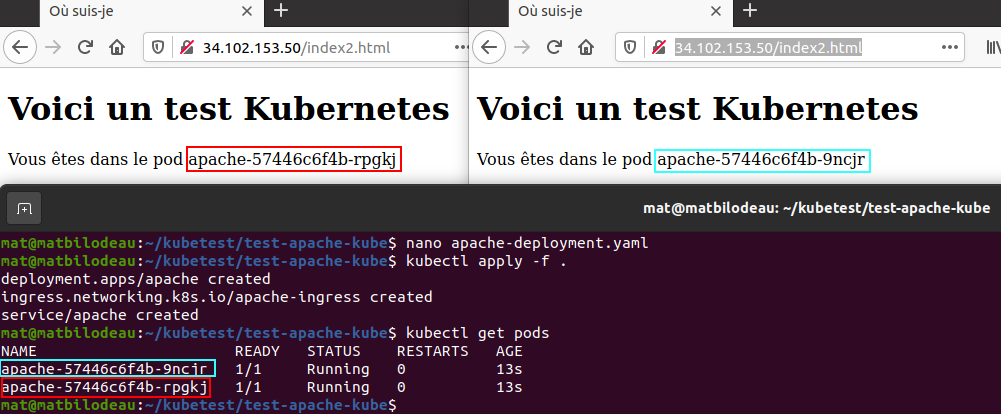 Où suis-je
34.102.153.50/index2.html
Voici un test Kubernetes
Vous êtes dans le pod apache-57446c6f4b-rpgkj
Où suis-je
34.102.153.50/index2.html
Voici un test Kubernetes
Vous êtes dans le pod apache-57446c6f4b-9ncjr
mat@matbilodeau: ~/kubetest/test-apache-kube
mat@matbilodeau:~/kubetest/test-apache-kube$ nano apache-deployment.yaml
mat@matbilodeau:~/kubetest/test-apache-kube$ kubectl apply -f .
deployment.apps/apache created
ingress.networking.k8s.io/apache-ingress created
service/apache created
mat@matbilodeau:~/kubetest/test-apache-kube$ kubectl get pods
NAME READY STATUS RESTARTS AGE
apache-57446c6f4b-9ncjr 1/1 Running 0 13s
apache-57446c6f4b-rpgkj 1/1 Running 0 13s
mat@matbilodeau:~/kubetest/test-apache-kube$